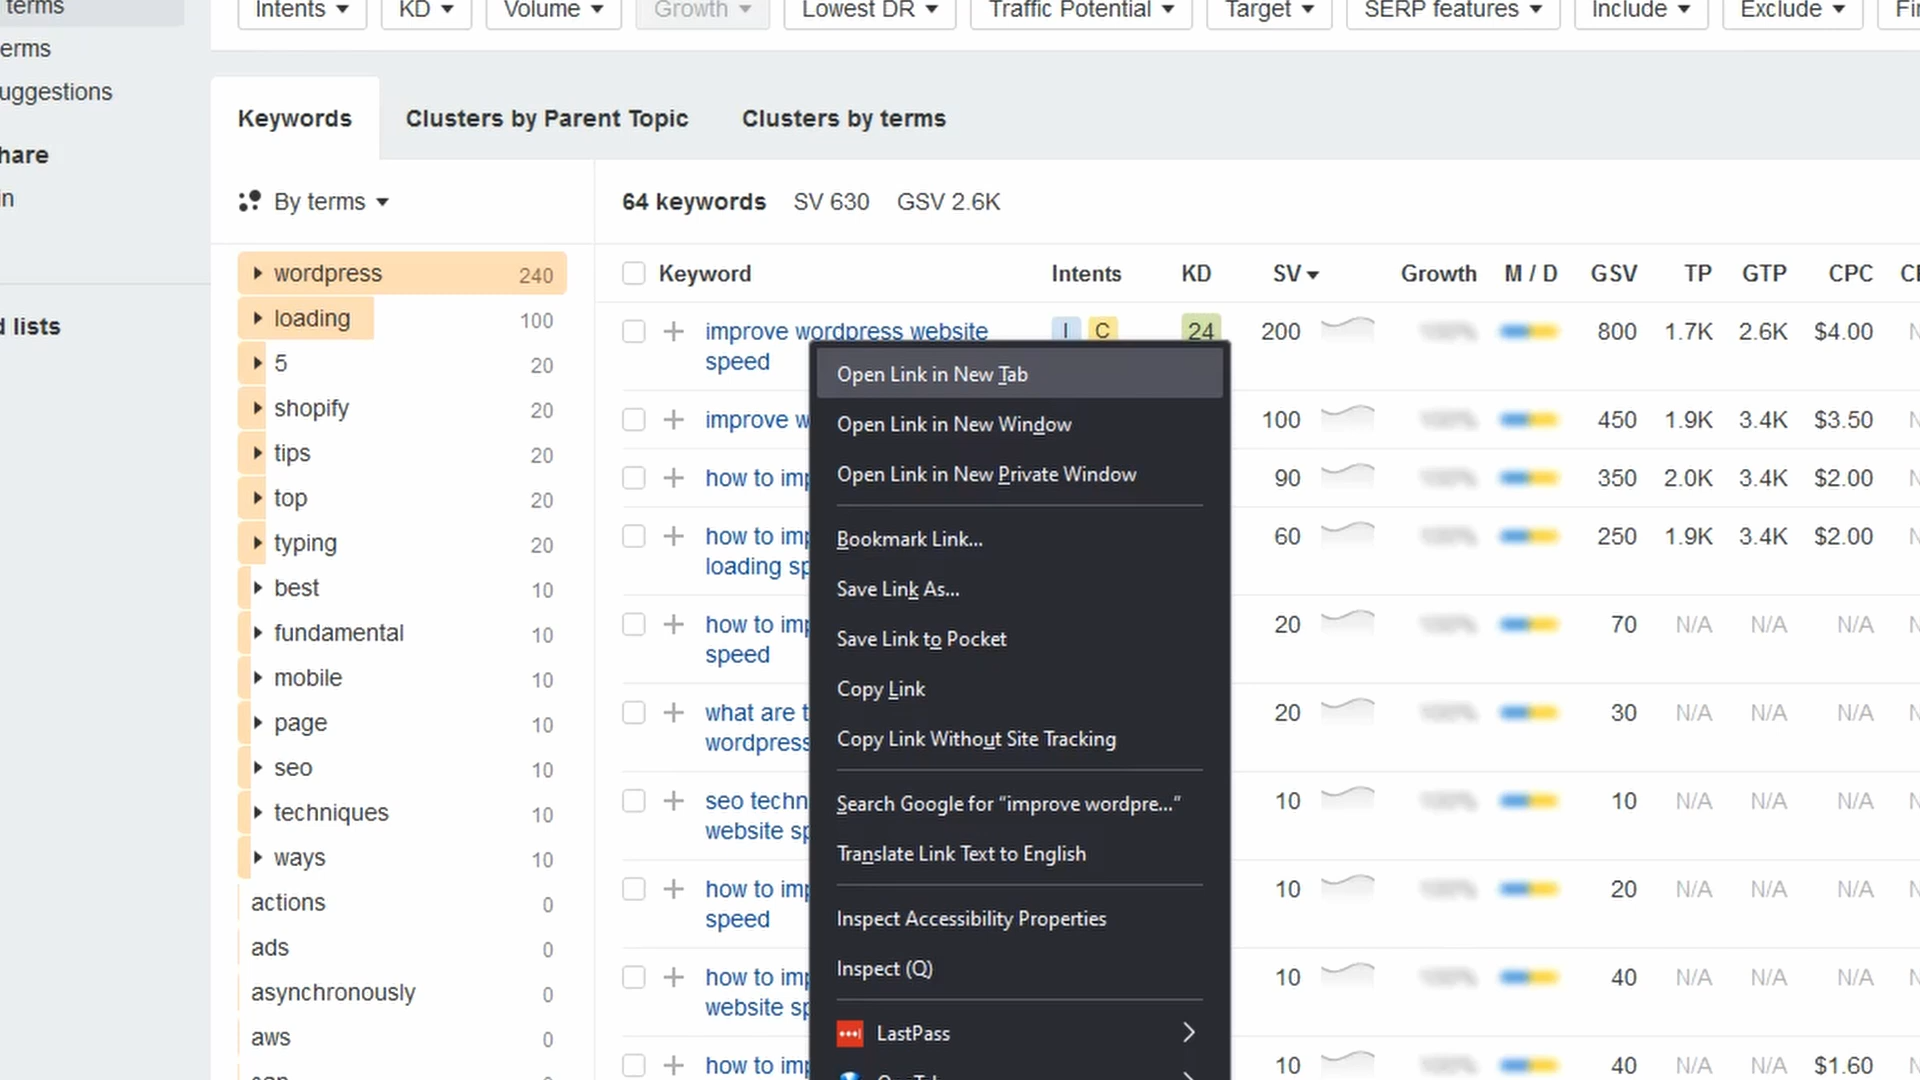 terms
Intents
KD
Volume
Growth
Lowest DR
Traffic Potential
Target
SERP features
Include
Exclude
erms
uggestions
hare
in
d lists
Keywords
Clusters by Parent Topic
Clusters by terms
By terms
64 keywords SV 630 GSV 2.6K
wordpress 240
loading 100
5 20
shopify 20
tips 20
top 20
typing 20
best 10
fundamental 10
mobile 10
page 10
seo 10
techniques 10
ways 10
actions 0
ads 0
asynchronously 0
aws 0
Keyword Intents KD SV Growth M / D GSV TP GTP CPC
improve wordpress website I C 24 200 800 1.7K 2.6K $4.00
speed
improve w 100 450 1.9K 3.4K $3.50
how to imp 90 350 2.0K 3.4K $2.00
how to imp 60 250 1.9K 3.4K $2.00
loading sp
how to imp 20 70 N/A N/A N/A
speed
what are t 20 30 N/A N/A N/A
wordpress
seo techn 10 10 N/A N/A N/A
website sp
how to imp 10 20 N/A N/A N/A
speed
how to imp 10 40 N/A N/A N/A
website sp
how to imp 10 40 N/A N/A $1.60
Open Link in New Tab
Open Link in New Window
Open Link in New Private Window
Bookmark Link...
Save Link As...
Save Link to Pocket
Copy Link
Copy Link Without Site Tracking
Search Google for “improve wordpre...”
Translate Link Text to English
Inspect Accessibility Properties
Inspect (Q)
LastPass